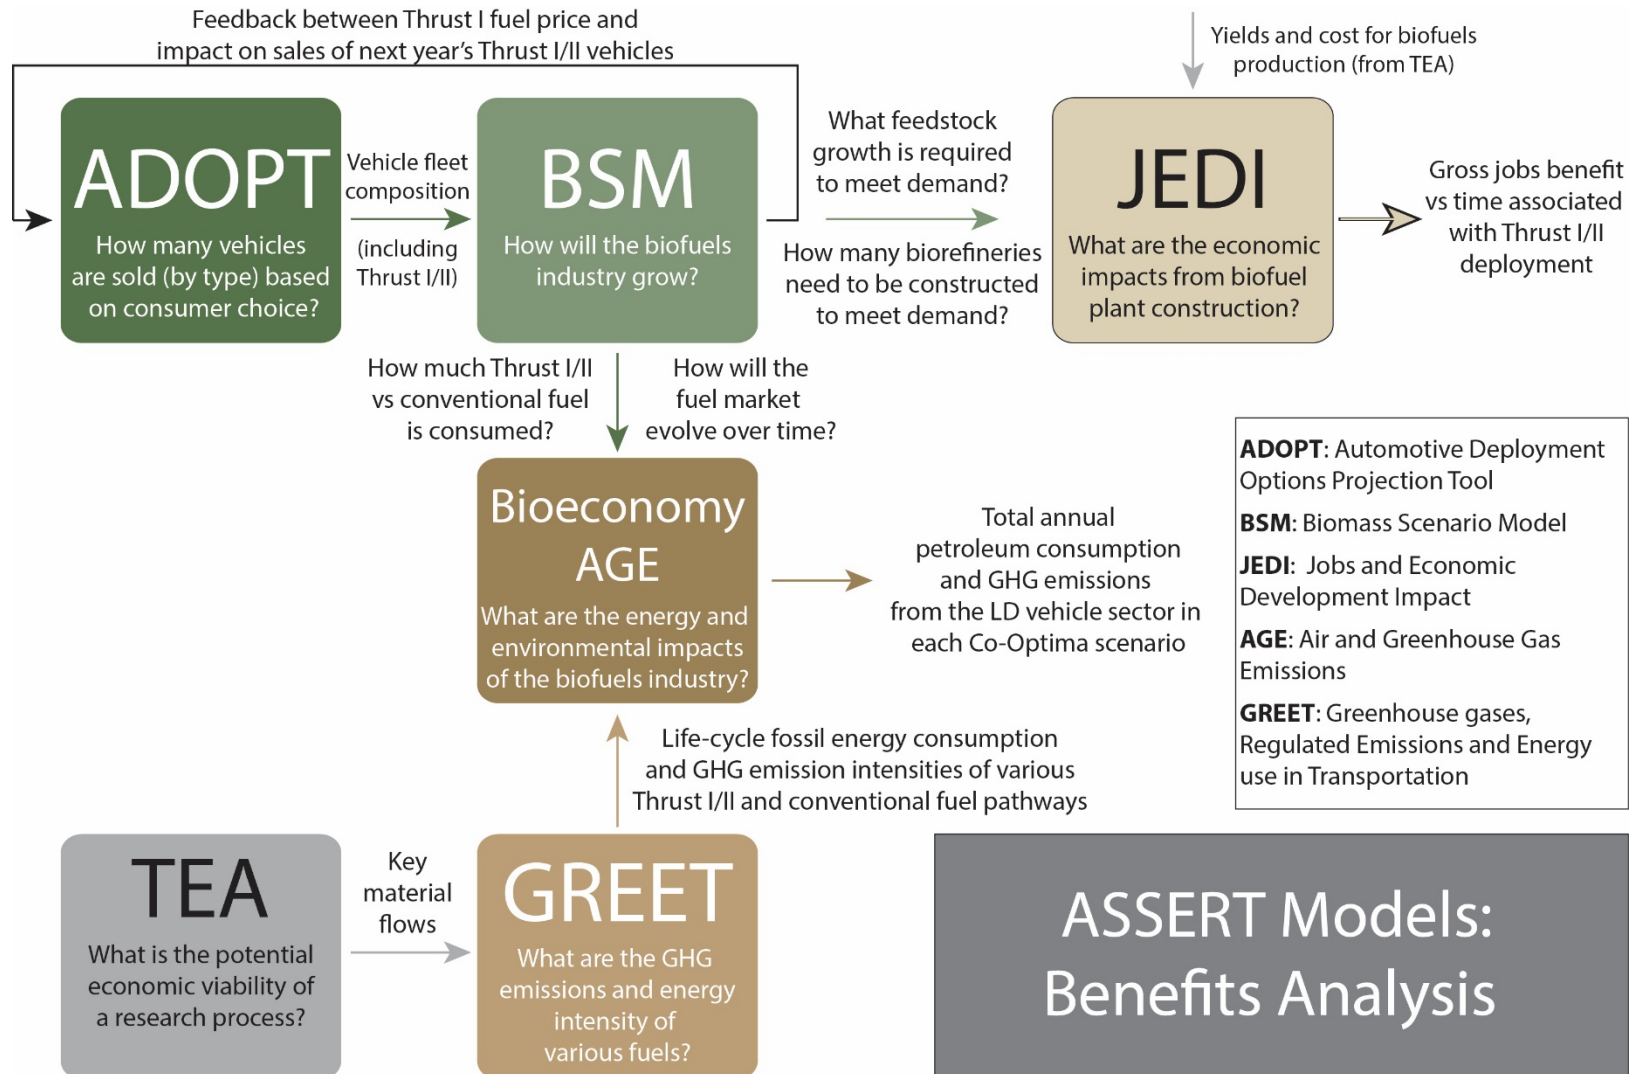 Feedback between Thrust I fuel price and
impact on sales of next year's Thrust I/II vehicles
Yields and cost for biofuels
production (from TEA)
ADOPT
How many vehicles
are sold (by type) based
on consumer choice?
Vehicle fleet
composition
(including
Thrust I/II)
BSM
How will the biofuels
industry grow?
What feedstock
growth is required
to meet demand?
How many biorefineries
need to be constructed
to meet demand?
JEDI
What are the economic
impacts from biofuel
plant construction?
Gross jobs benefit
vs time associated
with Thrust I/II
deployment
How much Thrust I/II
vs conventional fuel
is consumed?
How will the
fuel market
evolve over time?
Bioeconomy
AGE
What are the energy and
environmental impacts
of the biofuels industry?
Total annual
petroleum consumption
and GHG emissions
from the LD vehicle sector in
each Co-Optima scenario
ADOPT: Automotive Deployment
Options Projection Tool
BSM: Biomass Scenario Model
JEDI: Jobs and Economic
Development Impact
AGE: Air and Greenhouse Gas
Emissions
GREET: Greenhouse gases,
Regulated Emissions and Energy
use in Transportation
Life-cycle fossil energy consumption
and GHG emission intensities of various
Thrust I/II and conventional fuel pathways
TEA
What is the potential
economic viability of
a research process?
Key
material
flows
GREET
What are the GHG
emissions and energy
intensity of
various fuels?
ASSERT Models:
Benefits Analysis